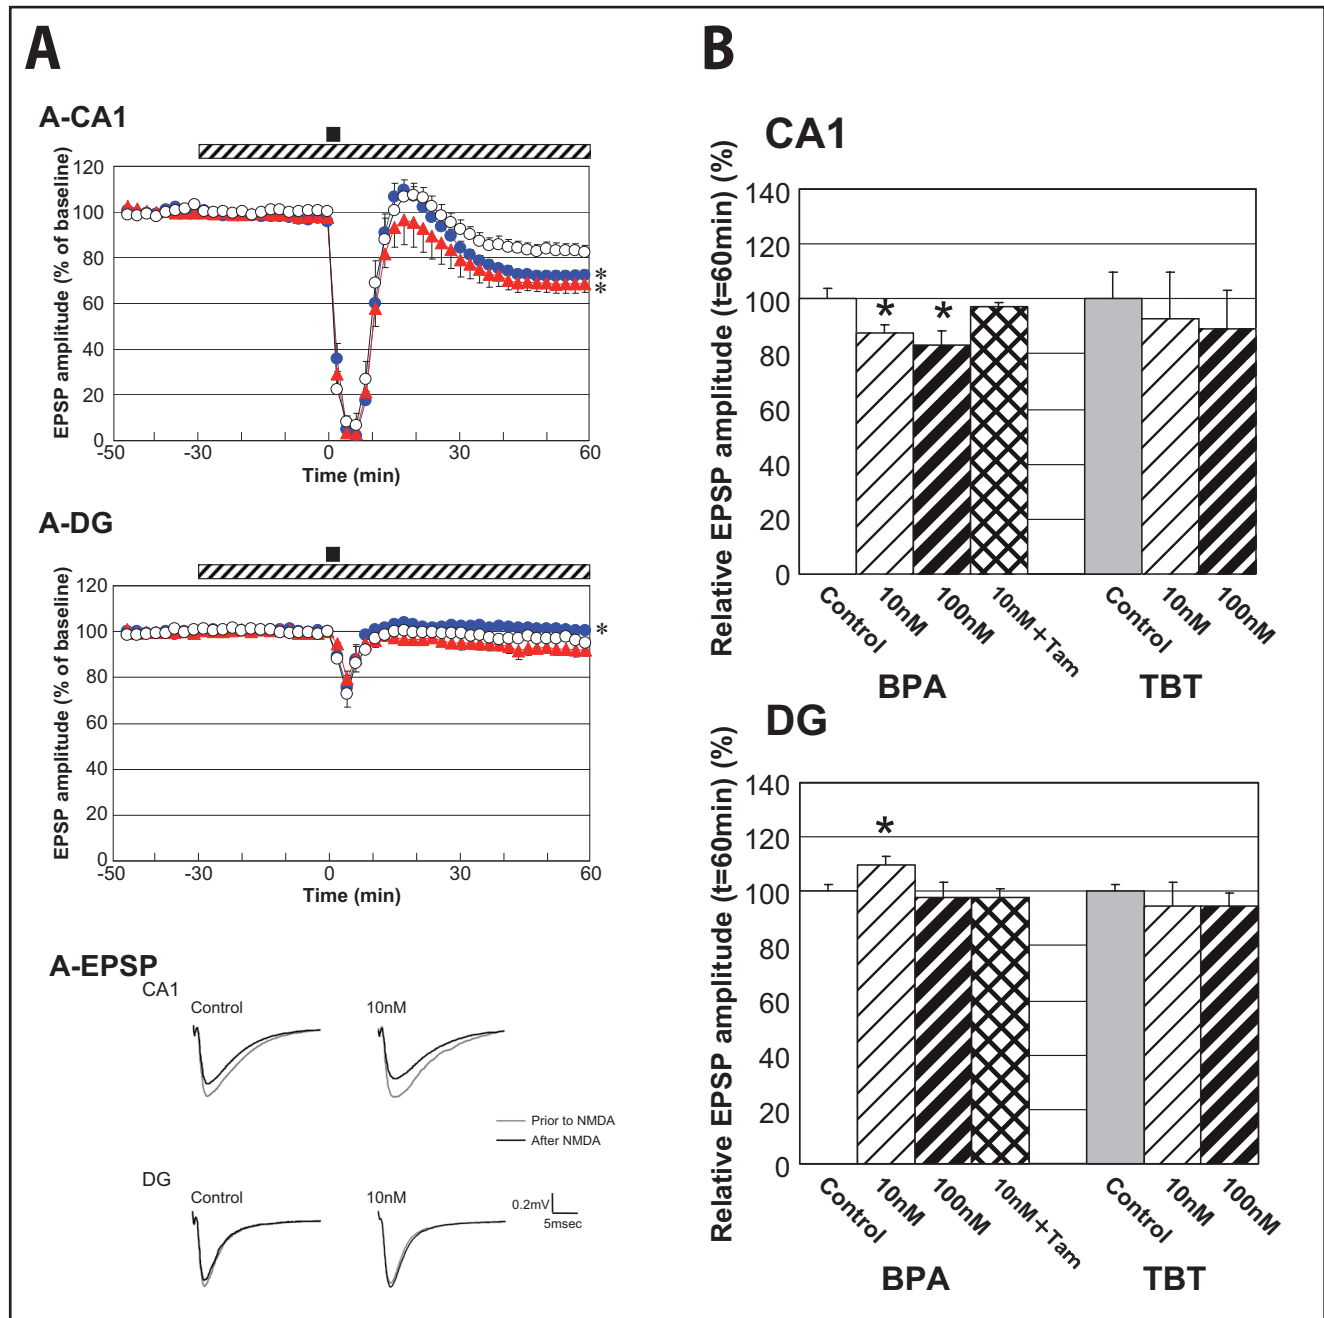 A
A-CA1
EPSP amplitude (% of baseline)
120
100
80
60
40
20
0
-50
-30
0
30
60
Time (min)
*
*
A-DG
EPSP amplitude (% of baseline)
120
100
80
60
40
20
0
-50
-30
0
30
60
Time (min)
*
A-EPSP
CA1
Control
10nM
Prior to NMDA
After NMDA
DG
Control
10nM
0.2mV
5msec
B
CA1
Relative EPSP amplitude (t=60min) (%)
140
120
100
80
60
40
20
0
*
*
Control
10nM
100nM
10nM+Tam
Control
10nM
100nM
BPA
TBT
DG
Relative EPSP amplitude (t=60min) (%)
140
120
100
80
60
40
20
0
*
Control
10nM
100nM
10nM+Tam
Control
10nM
100nM
BPA
TBT